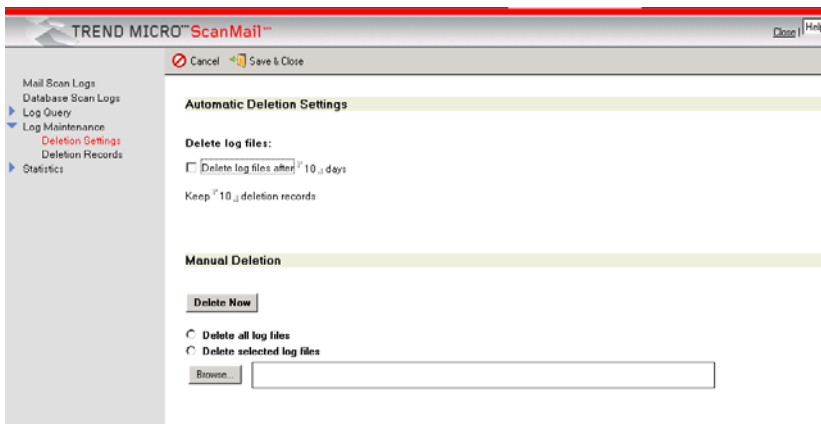 TREND MICRO™ ScanMail™
Close | Help
Cancel Save & Close
Mail Scan Logs
Database Scan Logs
Log Query
Log Maintenance
Deletion Settings
Deletion Records
Statistics
Automatic Deletion Settings
Delete log files:
Delete log files after 10 days
Keep 10 deletion records
Manual Deletion
Delete Now
Delete all log files
Delete selected log files
Browse...